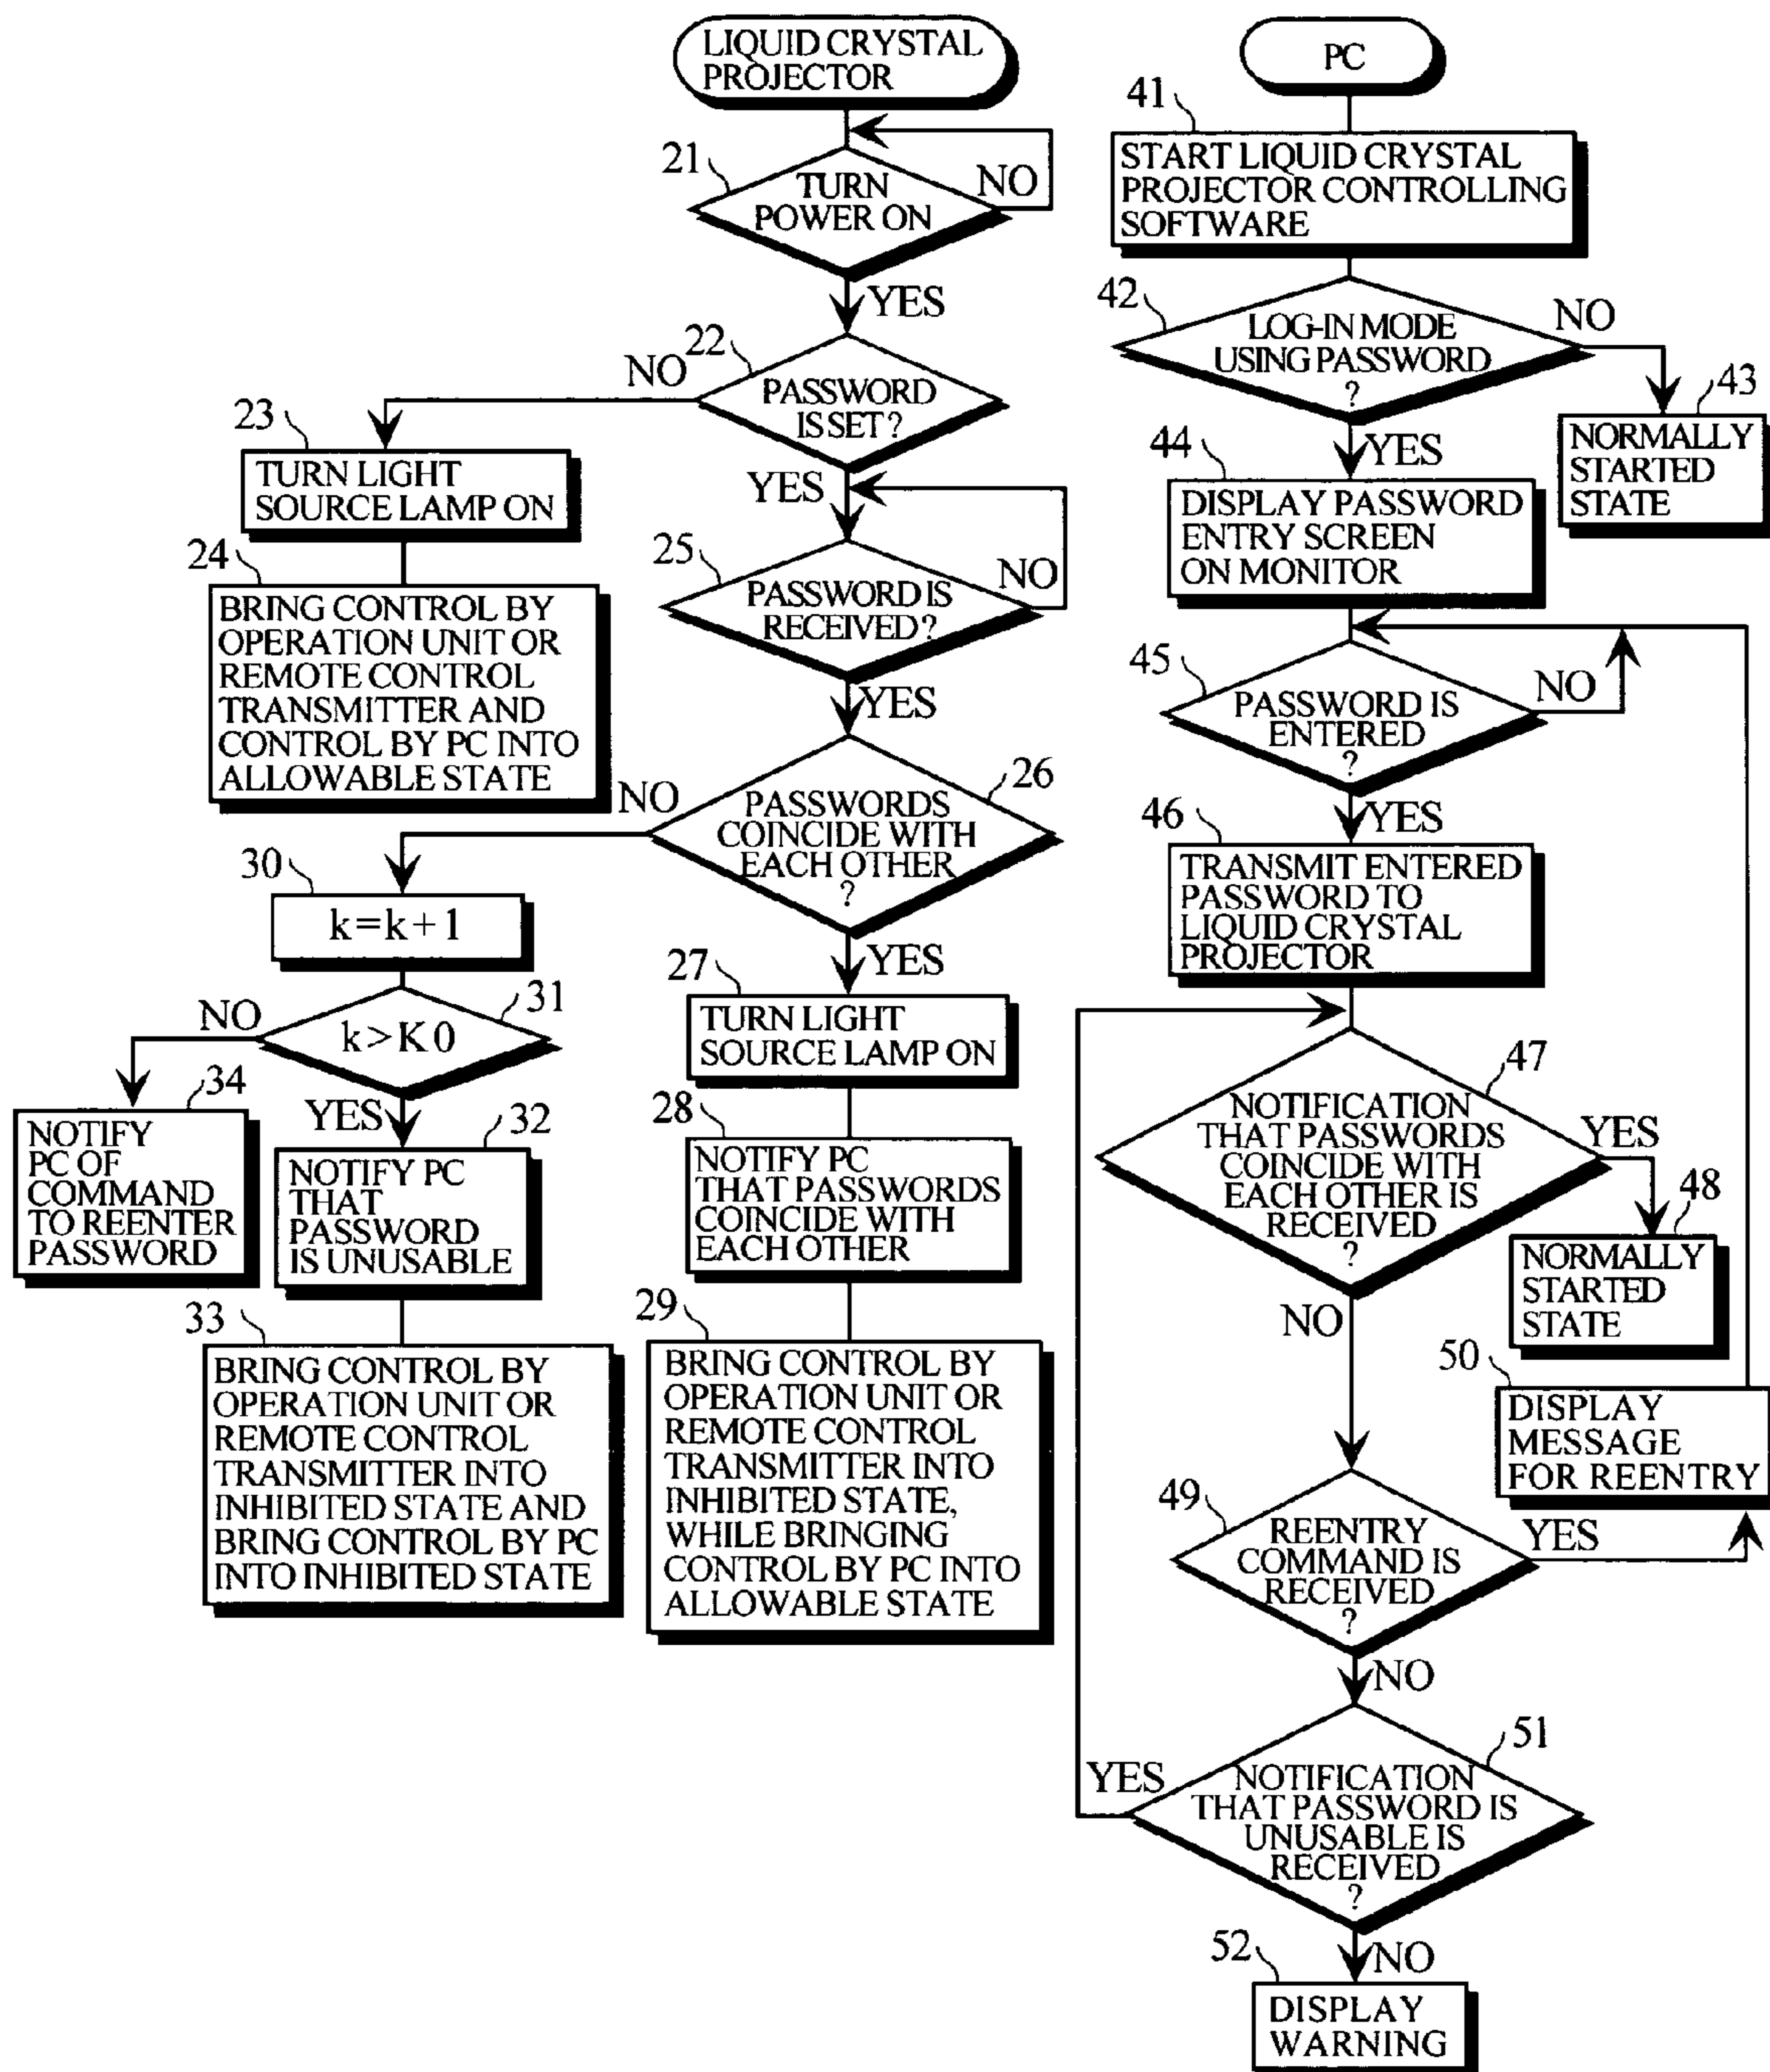 LIQUID CRYSTAL
PROJECTOR
21
TURN
POWER ON
NO
YES
22
PASSWORD
IS SET?
NO
YES
23
TURN LIGHT
SOURCE LAMP ON
24
BRING CONTROL BY
OPERATION UNIT OR
REMOTE CONTROL
TRANSMITTER AND
CONTROL BY PC INTO
ALLOWABLE STATE
25
PASSWORD IS
RECEIVED?
NO
YES
26
PASSWORDS
COINCIDE WITH
EACH OTHER
?
NO
YES
30
k=k+1
31
k>K0
NO
YES
34
NOTIFY
PC OF
COMMAND
TO REENTER
PASSWORD
32
NOTIFY PC
THAT
PASSWORD
IS UNUSABLE
33
BRING CONTROL BY
OPERATION UNIT OR
REMOTE CONTROL
TRANSMITTER INTO
INHIBITED STATE AND
BRING CONTROL BY PC
INTO INHIBITED STATE
27
TURN LIGHT
SOURCE LAMP ON
28
NOTIFY PC
THAT PASSWORDS
COINCIDE WITH
EACH OTHER
29
BRING CONTROL BY
OPERATION UNIT OR
REMOTE CONTROL
TRANSMITTER INTO
INHIBITED STATE,
WHILE BRINGING
CONTROL BY PC INTO
ALLOWABLE STATE
PC
41
START LIQUID CRYSTAL
PROJECTOR CONTROLLING
SOFTWARE
42
LOG-IN MODE
USING PASSWORD
?
NO
YES
43
NORMALLY
STARTED
STATE
44
DISPLAY PASSWORD
ENTRY SCREEN
ON MONITOR
45
PASSWORD IS
ENTERED
?
NO
YES
46
TRANSMIT ENTERED
PASSWORD TO
LIQUID CRYSTAL
PROJECTOR
47
NOTIFICATION
THAT PASSWORDS
COINCIDE WITH
EACH OTHER IS
RECEIVED
?
YES
NO
48
NORMALLY
STARTED
STATE
50
DISPLAY
MESSAGE
FOR REENTRY
49
REENTRY
COMMAND IS
RECEIVED
?
YES
NO
51
NOTIFICATION
THAT PASSWORD IS
UNUSABLE IS
RECEIVED
?
YES
NO
52
DISPLAY
WARNING